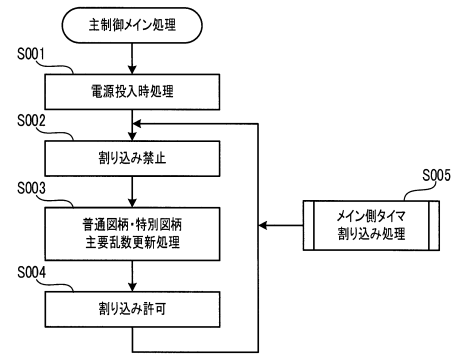 主制御メイン処理
S001
電源投入時処理
S002
割り込み禁止
S003
普通図柄・特別図柄
主要乱数更新処理
S004
割り込み許可
S005
メイン側タイマ
割り込み処理